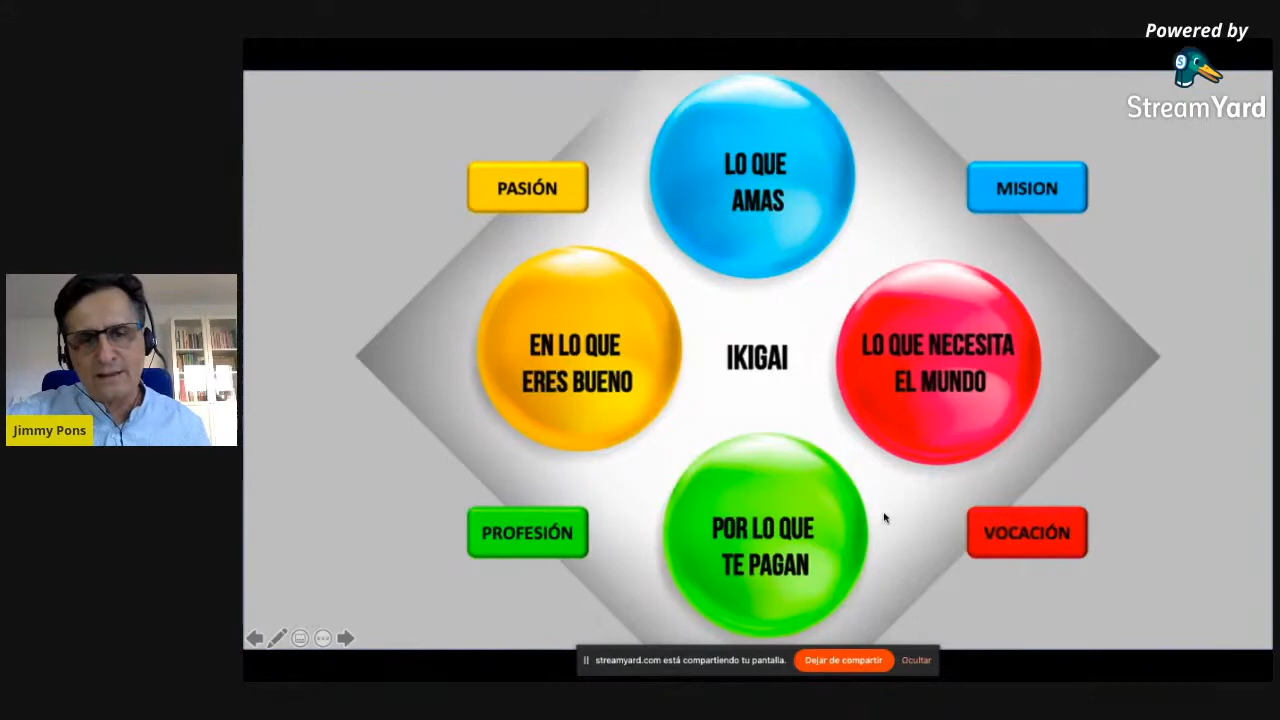 Powered by
StreamYard
LO QUE
AMAS
PASIÓN
MISION
EN LO QUE
ERES BUENO
IKIGAI
LO QUE NECESITA
EL MUNDO
Jimmy Pons
POR LO QUE
TE PAGAN
PROFESIÓN
VOCACIÓN
streamyard.com está compartiendo tu pantalla.
Dejar de compartir
Ocultar